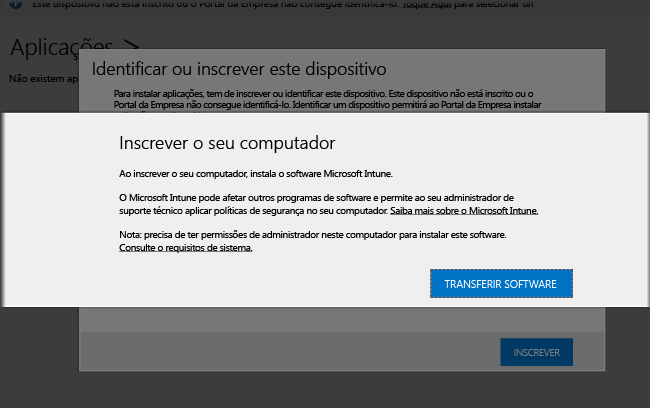 Este dispositivo não está inscrito ou o Portal da Empresa não consegue identificá-lo. Toque Aqui para selecionar um
Aplicações >
Não existem ap
Identificar ou inscrever este dispositivo
Para instalar aplicações, tem de inscrever ou identificar este dispositivo. Este dispositivo não está inscrito ou o
Portal da Empresa não consegue identificá-lo. Identificar um dispositivo permitirá ao Portal da Empresa instalar
Inscrever o seu computador
Ao inscrever o seu computador, instala o software Microsoft Intune.
O Microsoft Intune pode afetar outros programas de software e permite ao seu administrador de
suporte técnico aplicar políticas de segurança no seu computador. Saiba mais sobre o Microsoft Intune.
Nota: precisa de ter permissões de administrador neste computador para instalar este software.
Consulte o requisitos de sistema.
TRANSFERIR SOFTWARE
INSCREVER